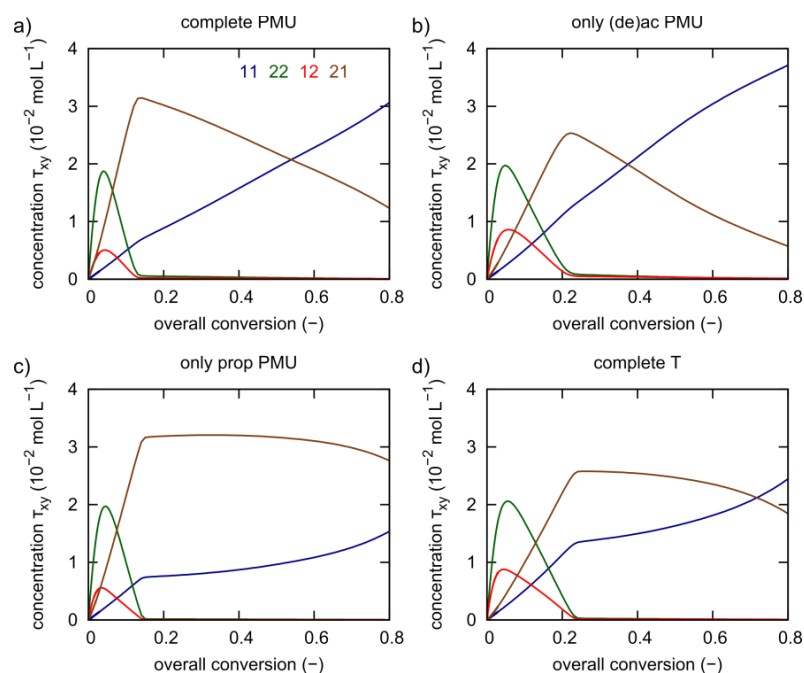 a)
complete PMU
concentration τxy (10−2 mol L−1)
4
3
2
1
0
11 22 12 21
0 0.2 0.4 0.6 0.8
overall conversion (−)
b)
only (de)ac PMU
concentration τxy (10−2 mol L−1)
4
3
2
1
0
0 0.2 0.4 0.6 0.8
overall conversion (−)
c)
only prop PMU
concentration τxy (10−2 mol L−1)
4
3
2
1
0
0 0.2 0.4 0.6 0.8
overall conversion (−)
d)
complete T
concentration τxy (10−2 mol L−1)
4
3
2
1
0
0 0.2 0.4 0.6 0.8
overall conversion (−)